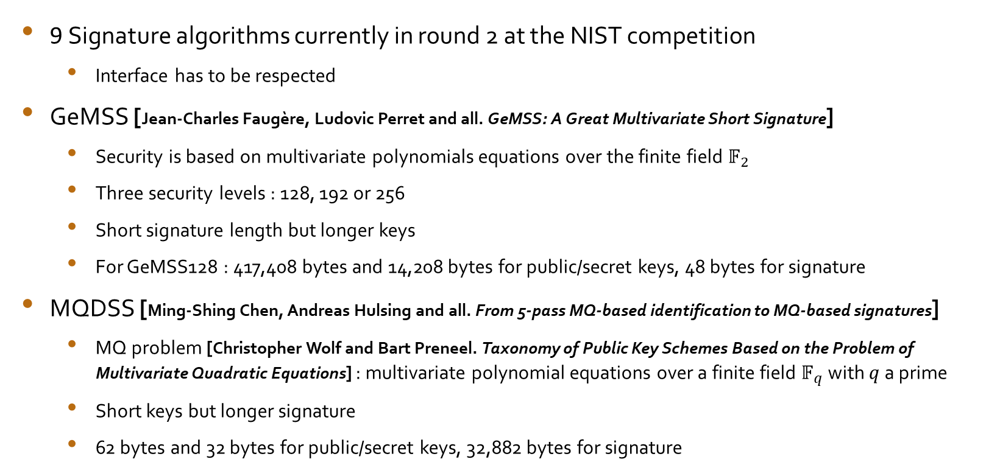 • 9 Signature algorithms currently in round 2 at the NIST competition
• Interface has to be respected
• GeMSS [Jean-Charles Faugère, Ludovic Perret and all. GeMSS: A Great Multivariate Short Signature]
• Security is based on multivariate polynomials equations over the finite field 𝔽₂
• Three security levels : 128, 192 or 256
• Short signature length but longer keys
• For GeMSS128 : 417,408 bytes and 14,208 bytes for public/secret keys, 48 bytes for signature
• MQDSS [Ming-Shing Chen, Andreas Hulsing and all. From 5-pass MQ-based identification to MQ-based signatures]
• MQ problem [Christopher Wolf and Bart Preneel. Taxonomy of Public Key Schemes Based on the Problem of
Multivariate Quadratic Equations] : multivariate polynomial equations over a finite field 𝔽_q with q a prime
• Short keys but longer signature
• 62 bytes and 32 bytes for public/secret keys, 32,882 bytes for signature